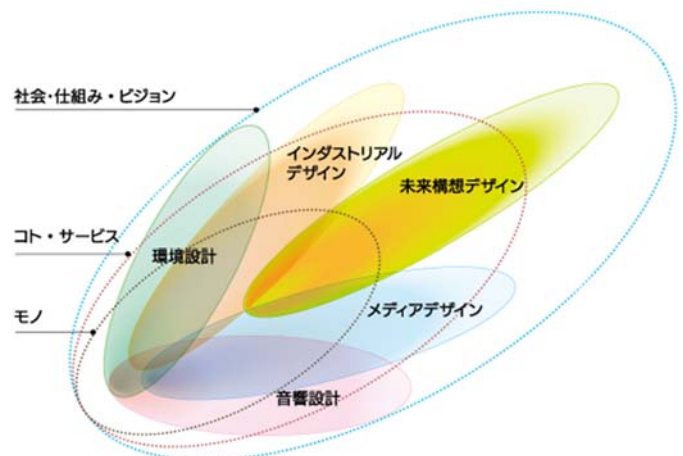 社会・仕組み・ビジョン
インダストリアル
デザイン
未来構想デザイン
コト・サービス
環境設計
モノ
メディアデザイン
音響設計